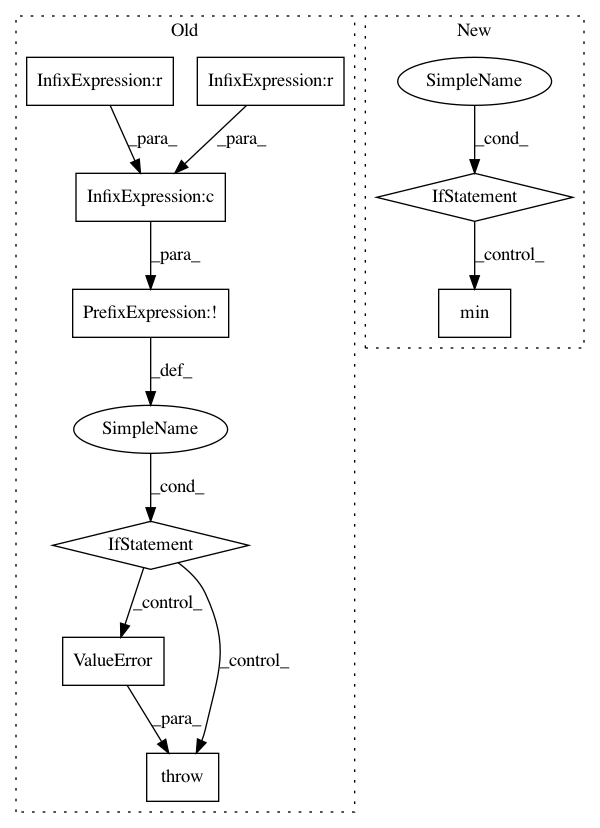 Old
New
InfixExpression:r
InfixExpression:r
SimpleName
_para_
_para_
_cond_
InfixExpression:c
IfStatement
_para_
_control_
PrefixExpression:!
min
_def_
SimpleName
_cond_
IfStatement
_control_
ValueError
_control_
_para_
throw